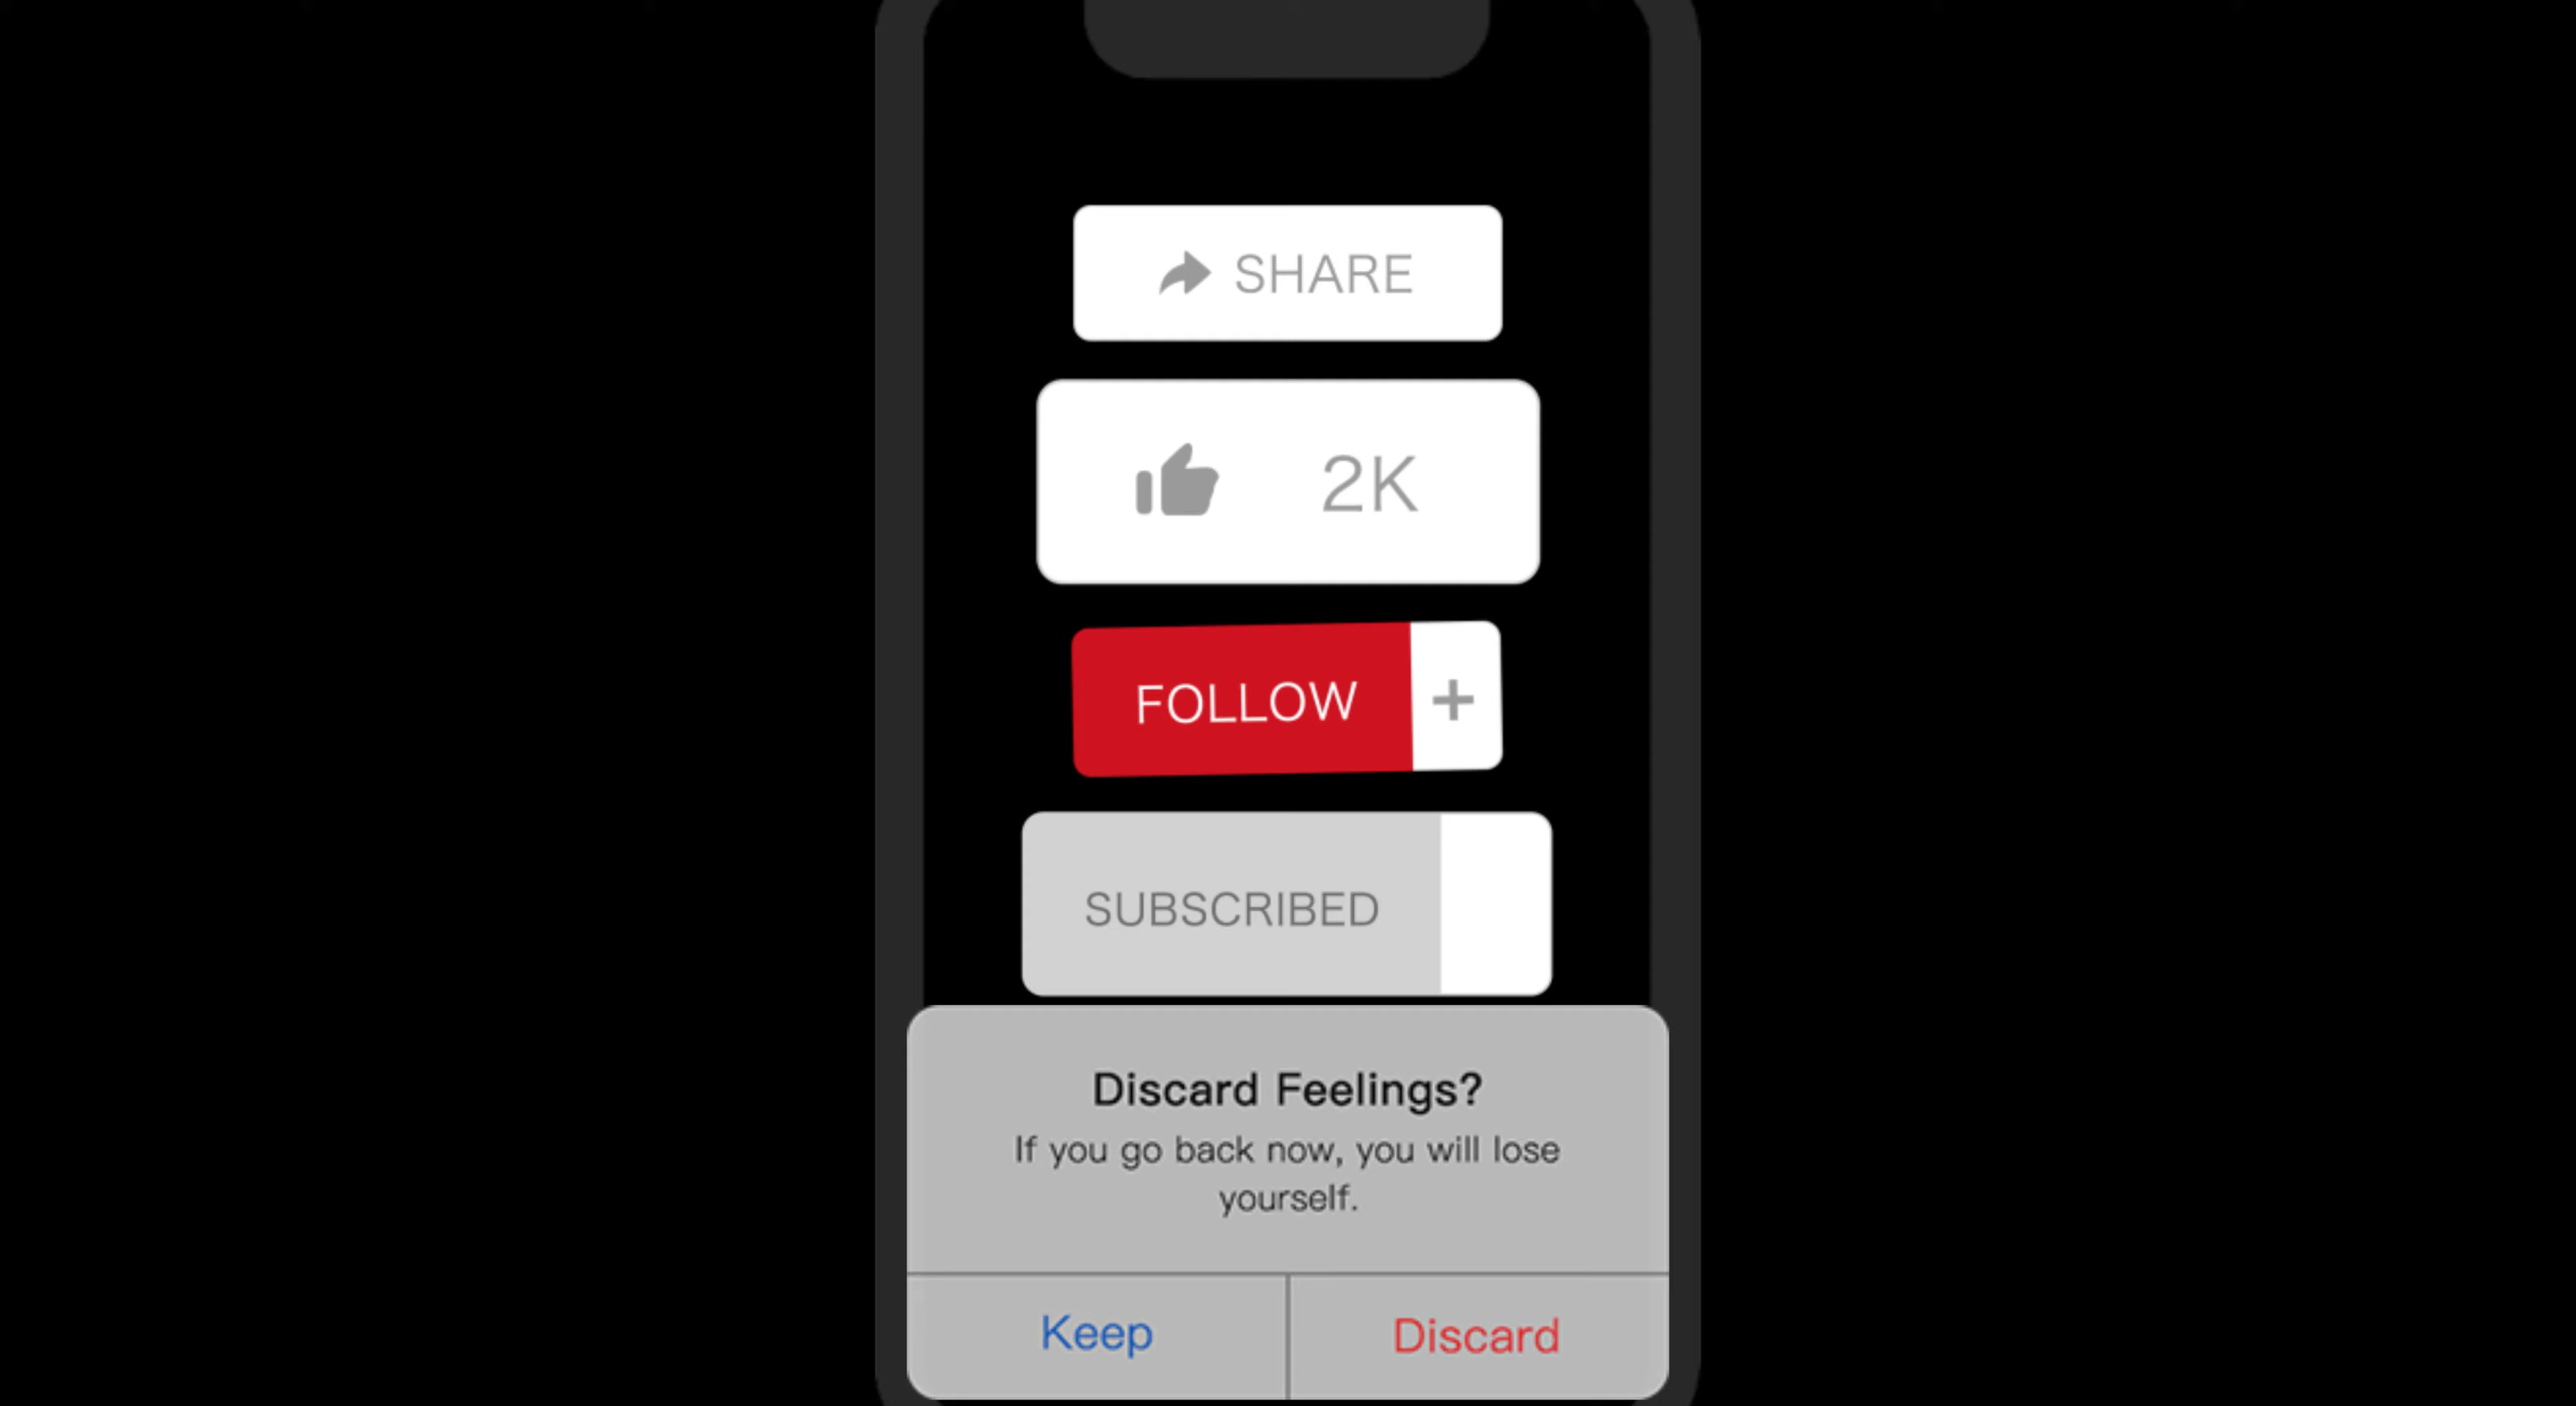 SHARE
2K
FOLLOW +
SUBSCRIBED
Discard Feelings?
If you go back now, you will lose
yourself.
Keep Discard